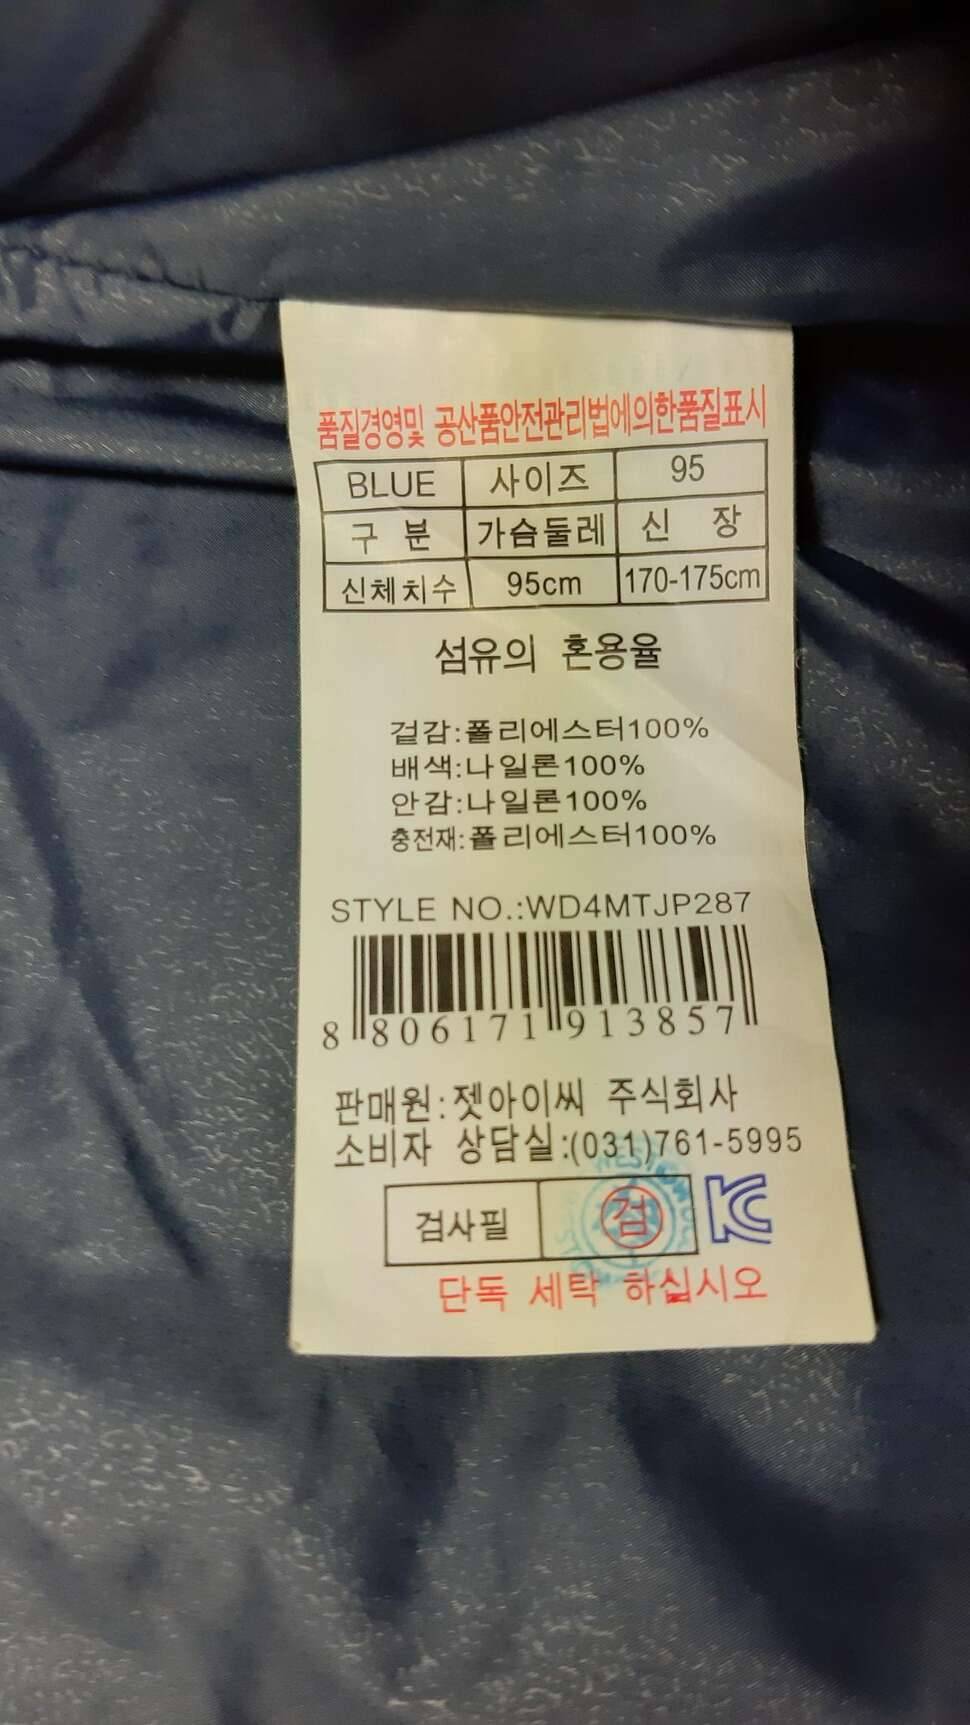 품질경영및 공산품안전관리법에의한품질표시
BLUE 사이즈 95
구 분 가슴둘레 신 장
신체치수 95cm 170-175cm
섬유의 혼용율
겉감:폴리에스터100%
배색:나일론100%
안감:나일론100%
충전재:폴리에스터100%
STYLE NO.:WD4MTJP287
8 806171 913857
판매원:젯아이씨 주식회사
소비자 상담실:(031)761-5995
검사필 검
단독 세탁 하십시오